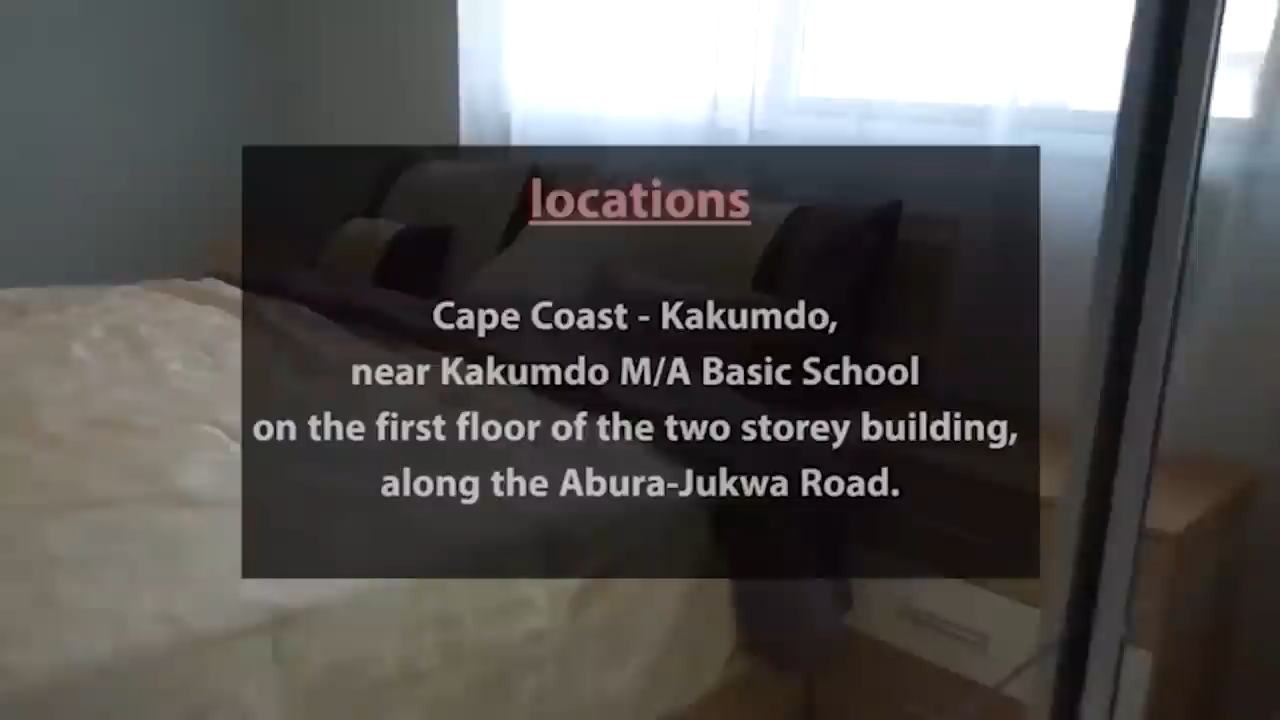 locations
Cape Coast - Kakumdo,
near Kakumdo M/A Basic School
on the first floor of the two storey building,
along the Abura-Jukwa Road.